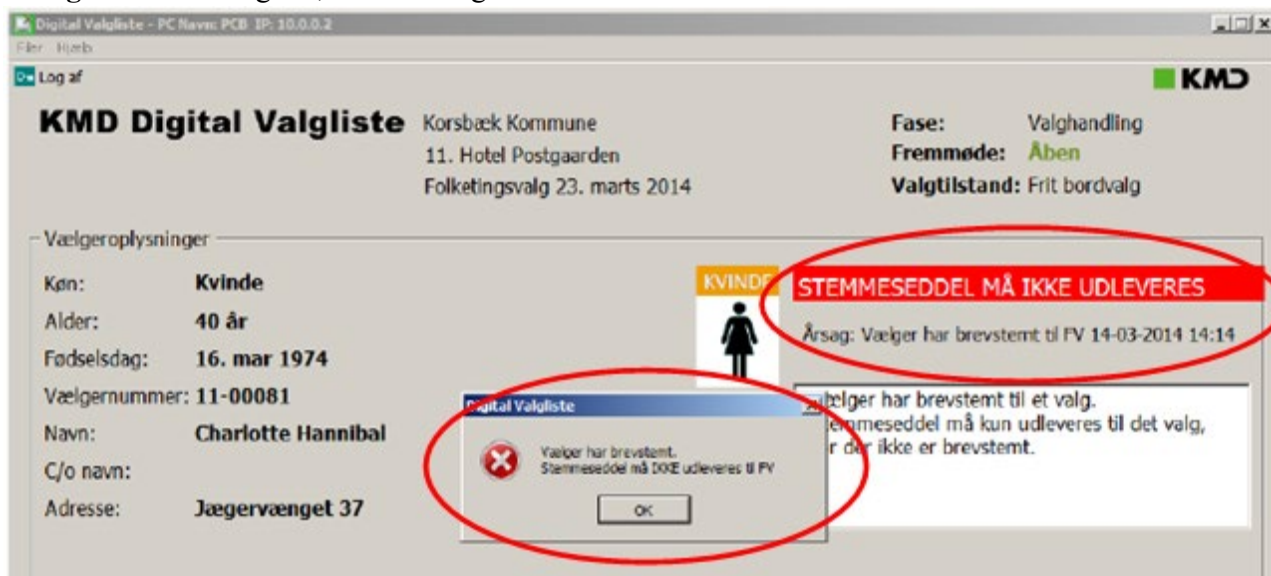 Digital Valgliste - PC Navn: PCB IP: 10.0.0.2
Filer Hjælp
Log af
KMD
KMD Digital Valgliste
Korsbæk Kommune
11. Hotel Postgaarden
Folketingsvalg 23. marts 2014
Fase: Valghandling
Fremmøde: Åben
Valgtilstand: Frit bordvalg
Vælgeroplysninger
Køn: Kvinde
Alder: 40 år
Fødselsdag: 16. mar 1974
Vælgernummer: 11-00081
Navn: Charlotte Hannibal
C/o navn:
Adresse: Jægervænget 37
KVINDE
STEMMESEDDEL MÅ IKKE UDLEVERES
Årsag: Vælger har brevstemt til FV 14-03-2014 14:14
har brevstemt til et valg.
må kun udleveres til det valg,
der ikke er brevstemt.
Digital Valgliste
Vælger har brevstemt.
Stemmeseddel må IKKE udleveres til FV
OK